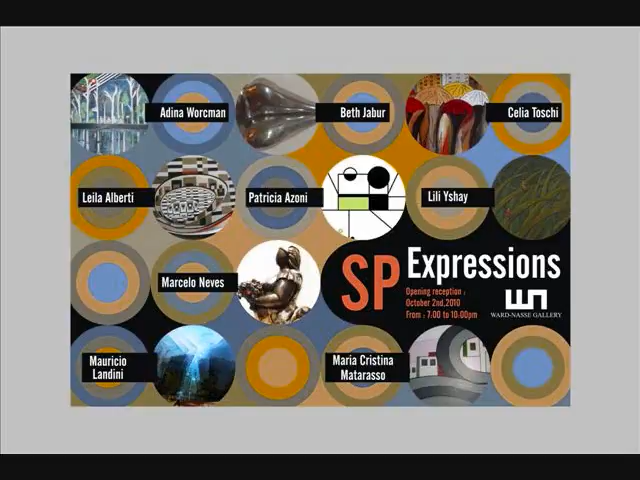 Adina Worcman
Beth Jabur
Celia Toschi
Leila Alberti
Patricia Azoni
Lili Yshay
Marcelo Neves
SP
Expressions
Opening reception :
October 2nd,2010
From : 7:00 to 10:00pm
wn
WARD-NASSE GALLERY
Mauricio
Landini
Maria Cristina
Matarasso